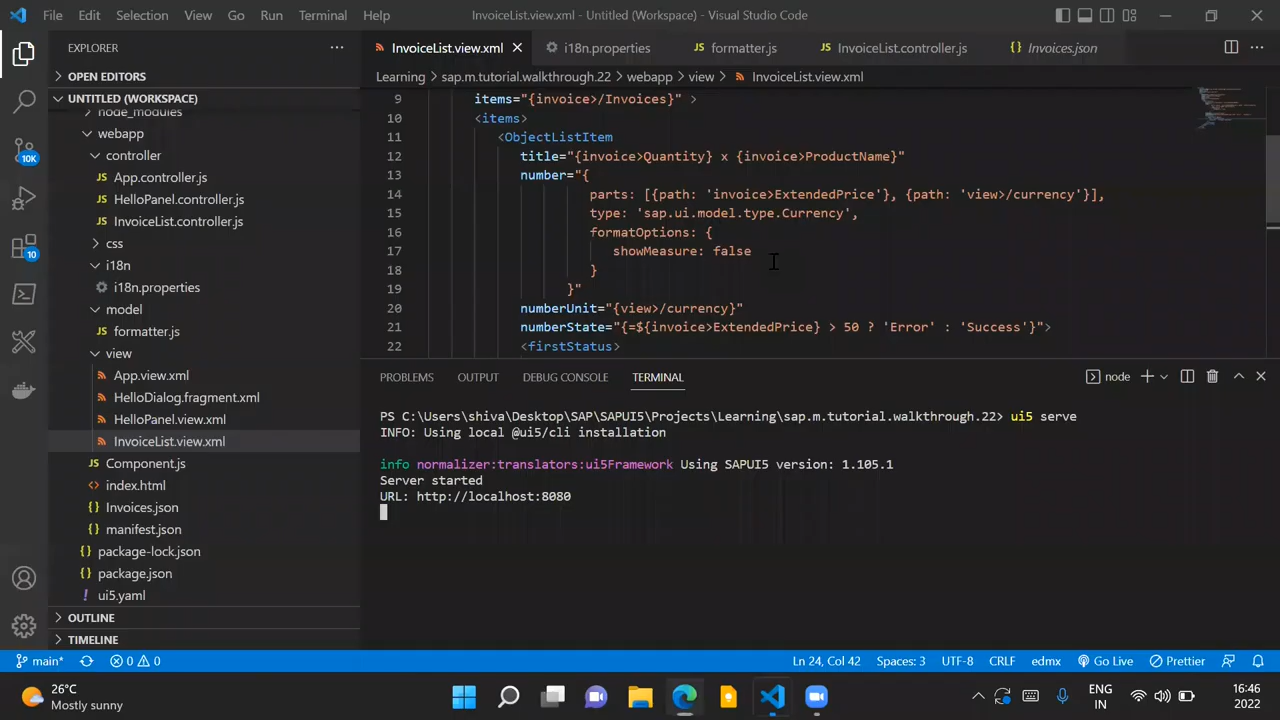 File Edit Selection View Go Run Terminal Help
InvoiceList.view.xml - Untitled (Workspace) - Visual Studio Code
EXPLORER
OPEN EDITORS
UNTITLED (WORKSPACE)
node_modules
webapp
controller
App.controller.js
HelloPanel.controller.js
InvoiceList.controller.js
css
i18n
i18n.properties
model
formatter.js
view
App.view.xml
HelloDialog.fragment.xml
HelloPanel.view.xml
InvoiceList.view.xml
Component.js
index.html
Invoices.json
manifest.json
package-lock.json
package.json
ui5.yaml
OUTLINE
TIMELINE
10K
10
InvoiceList.view.xml i18n.properties formatter.js InvoiceList.controller.js Invoices.json
Learning > sap.m.tutorial.walkthrough.22 > webapp > view > InvoiceList.view.xml
9 items="{invoice>/Invoices}" >
10 <items>
11 <ObjectListItem
12 title="{invoice>Quantity} x {invoice>ProductName}"
13 number="{
14 parts: [{path: 'invoice>ExtendedPrice'}, {path: 'view>/currency'}],
15 type: 'sap.ui.model.type.Currency',
16 formatOptions: {
17 showMeasure: false
18 }
19 }"
20 numberUnit="{view>/currency}"
21 numberState="{=${invoice>ExtendedPrice} > 50 ? 'Error' : 'Success'}">
22 <firstStatus>
PROBLEMS OUTPUT DEBUG CONSOLE TERMINAL
node
PS C:\Users\shiva\Desktop\SAP\SAPUI5\Projects\Learning\sap.m.tutorial.walkthrough.22> ui5 serve
INFO: Using local @ui5/cli installation
info normalizer:translators:ui5Framework Using SAPUI5 version: 1.105.1
Server started
URL: http://localhost:8080
main* 0 0
Ln 24, Col 42 Spaces: 3 UTF-8 CRLF edmx Go Live Prettier
26°C
Mostly sunny
ENG
IN
16:46
2022